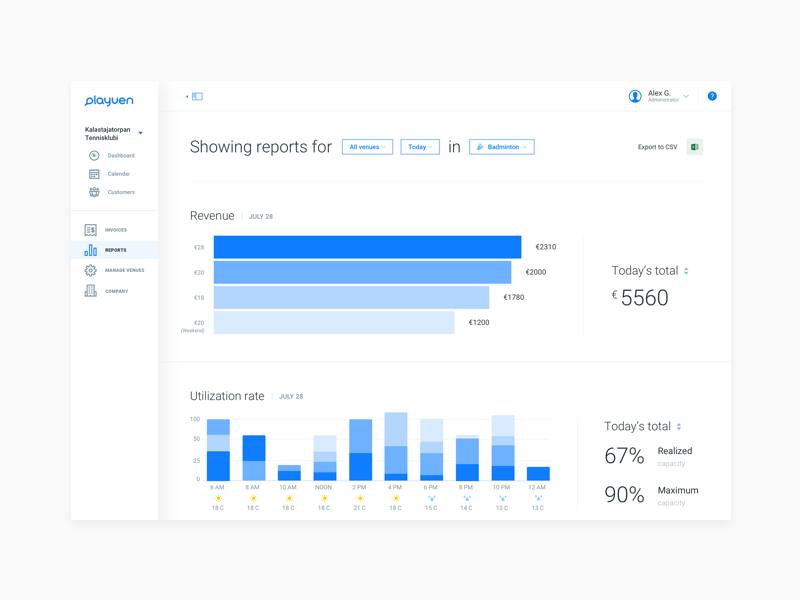 playven
Alex G.
Administrator
?
Kalastajatorpan
Tennisklubi
Dashboard
Calendar
Customers
INVOICES
REPORTS
MANAGE VENUES
COMPANY
Showing reports for All venues Today in Badminton
Export to CSV
Revenue JULY 28
€28 €2310
€20 €2000
€18 €1780
€20 €1200
(Weekend)
Today's total
€ 5560
Utilization rate JULY 28
100
50
25
0
6 AM 8 AM 10 AM NOON 2 PM 4 PM 6 PM 8 PM 10 PM 12 AM
18 C 18 C 18 C 18 C 21 C 18 C 15 C 14 C 13 C 13 C
Today's total
67% Realized
capacity
90% Maximum
capacity